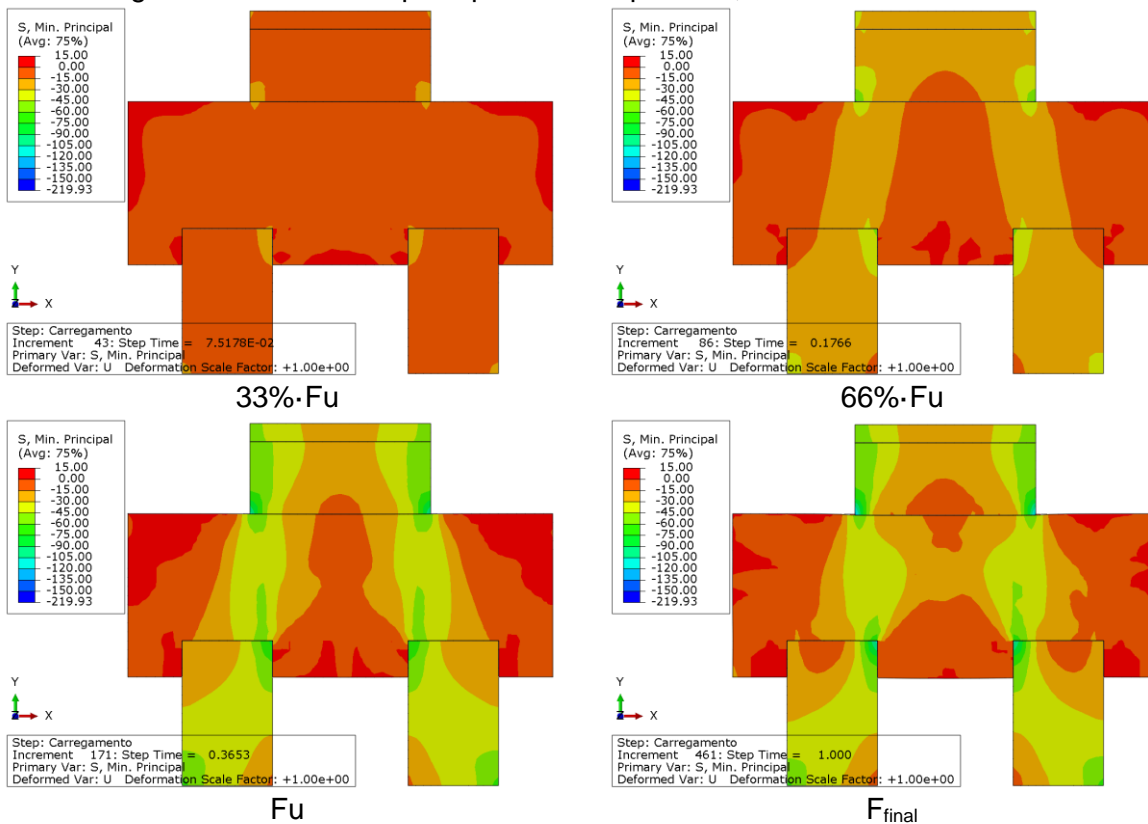 S, Min. Principal
(Avg: 75%)
15.00
0.00
-15.00
-30.00
-45.00
-60.00
-75.00
-90.00
-105.00
-120.00
-135.00
-150.00
-219.93
Y
Z X
Step: Carregamento
Increment 43: Step Time = 7.5178E-02
Primary Var: S, Min. Principal
Deformed Var: U Deformation Scale Factor: +1.00e+00
33%·Fu
S, Min. Principal
(Avg: 75%)
15.00
0.00
-15.00
-30.00
-45.00
-60.00
-75.00
-90.00
-105.00
-120.00
-135.00
-150.00
-219.93
Y
Z X
Step: Carregamento
Increment 86: Step Time = 0.1766
Primary Var: S, Min. Principal
Deformed Var: U Deformation Scale Factor: +1.00e+00
66%·Fu
S, Min. Principal
(Avg: 75%)
15.00
0.00
-15.00
-30.00
-45.00
-60.00
-75.00
-90.00
-105.00
-120.00
-135.00
-150.00
-219.93
Y
Z X
Step: Carregamento
Increment 171: Step Time = 0.3653
Primary Var: S, Min. Principal
Deformed Var: U Deformation Scale Factor: +1.00e+00
Fu
S, Min. Principal
(Avg: 75%)
15.00
0.00
-15.00
-30.00
-45.00
-60.00
-75.00
-90.00
-105.00
-120.00
-135.00
-150.00
-219.93
Y
Z X
Step: Carregamento
Increment 461: Step Time = 1.000
Primary Var: S, Min. Principal
Deformed Var: U Deformation Scale Factor: +1.00e+00
Ffinal